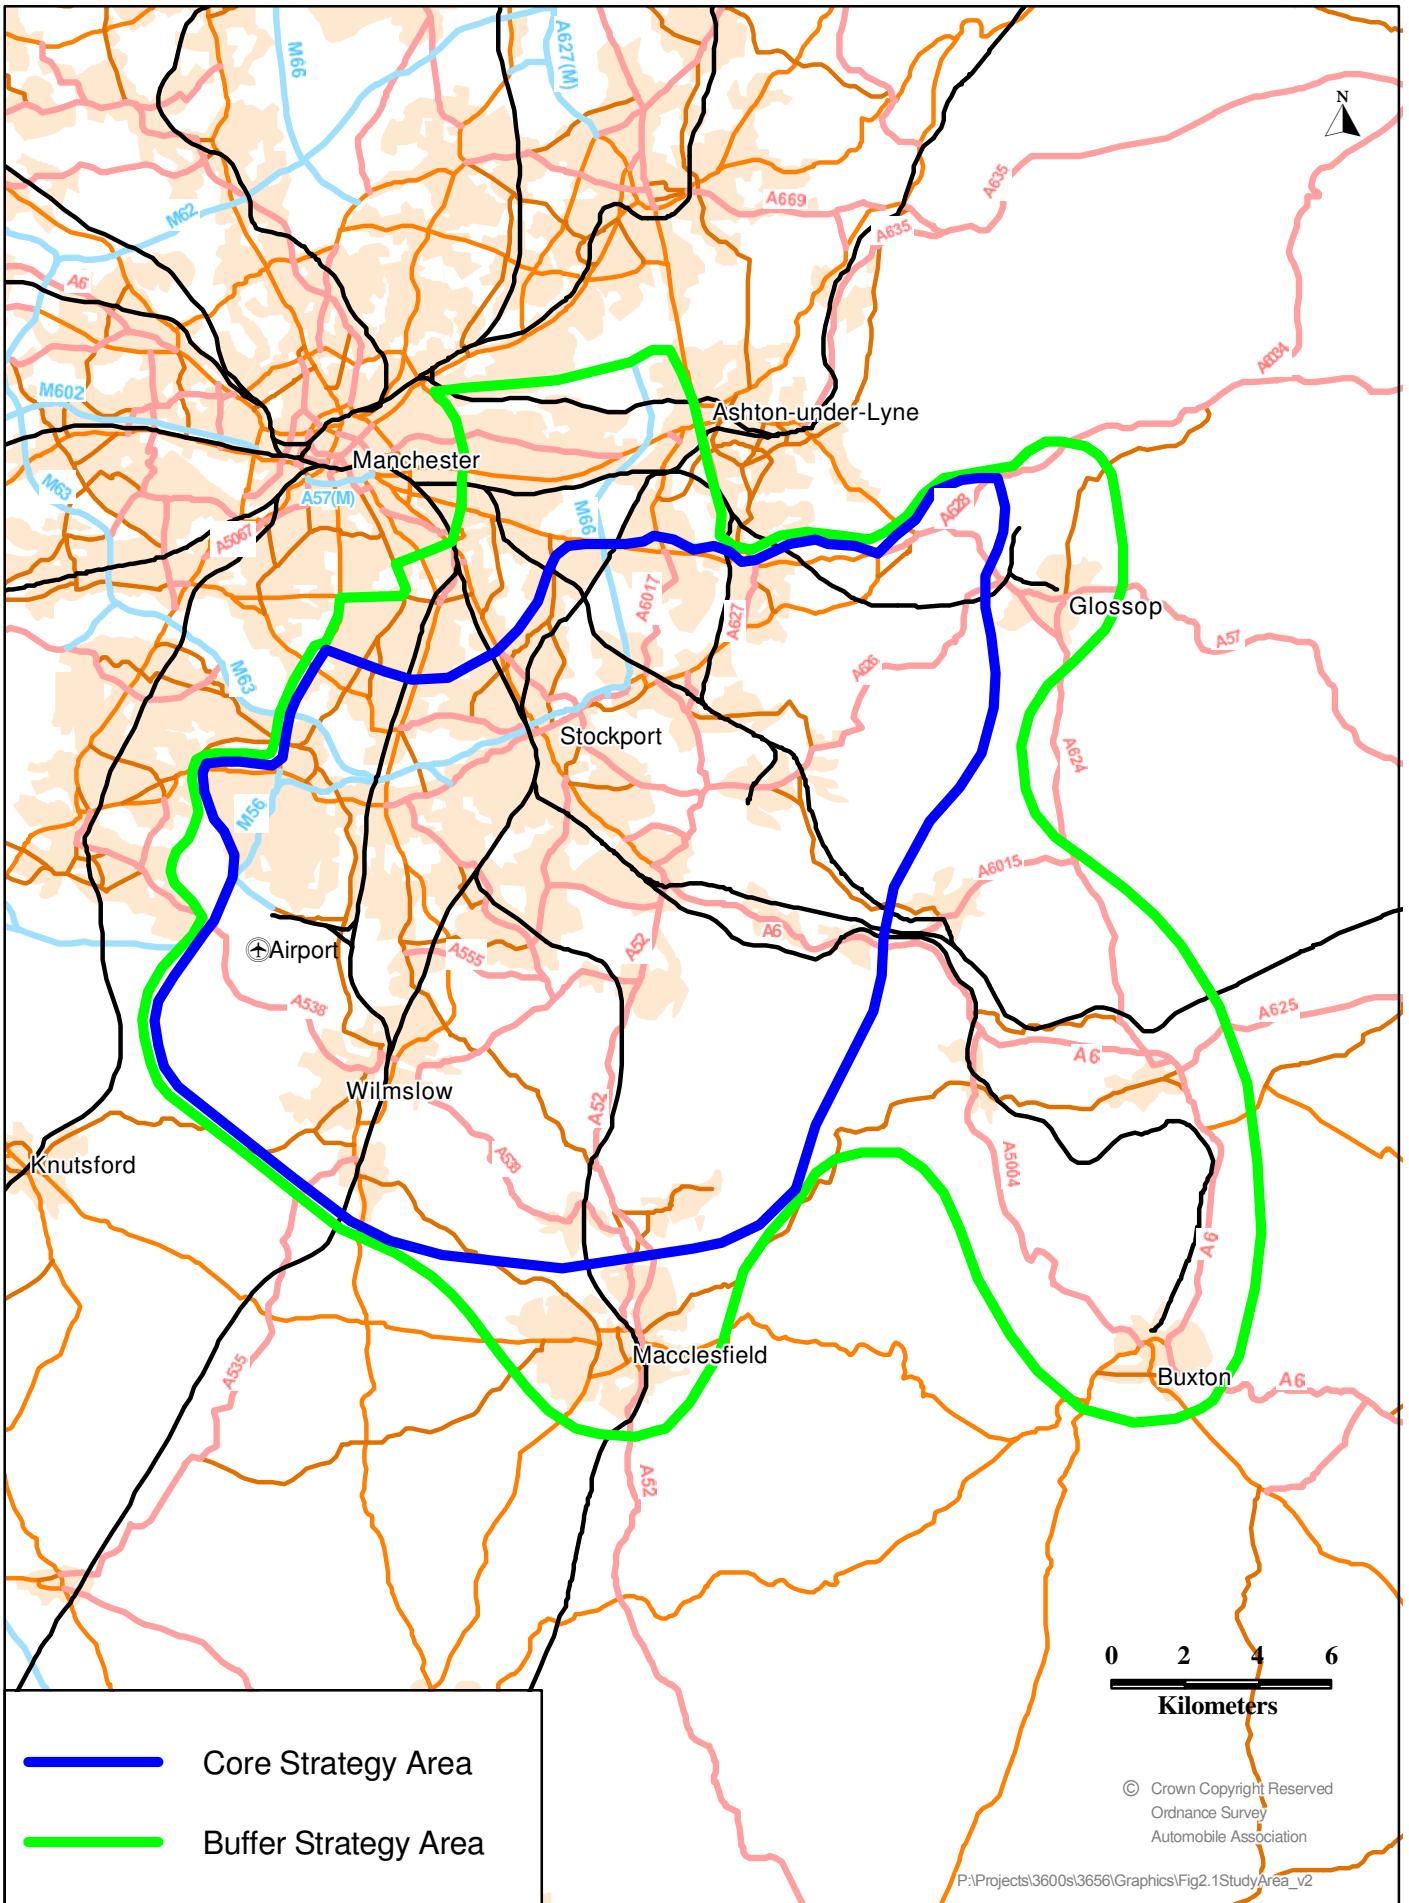 M66
A627(M)
N
A635
A669
M62
A635
A6
A6034
M602
Ashton-under-Lyne
Manchester
M63
A57(M)
M66
A628
A5067
A6017
A627
Glossop
A57
A626
M63
Stockport
A624
M56
A6015
A6
A52
Airport
A555
A538
A625
A6
Wilmslow
A52
Knutsford
A538
A5004
A6
Macclesfield
A535
Buxton
A6
A52
0 2 4 6
Kilometers
Core Strategy Area
Buffer Strategy Area
© Crown Copyright Reserved
Ordnance Survey
Automobile Association
P:\Projects\3600s\3656\Graphics\Fig2.1StudyArea_v2